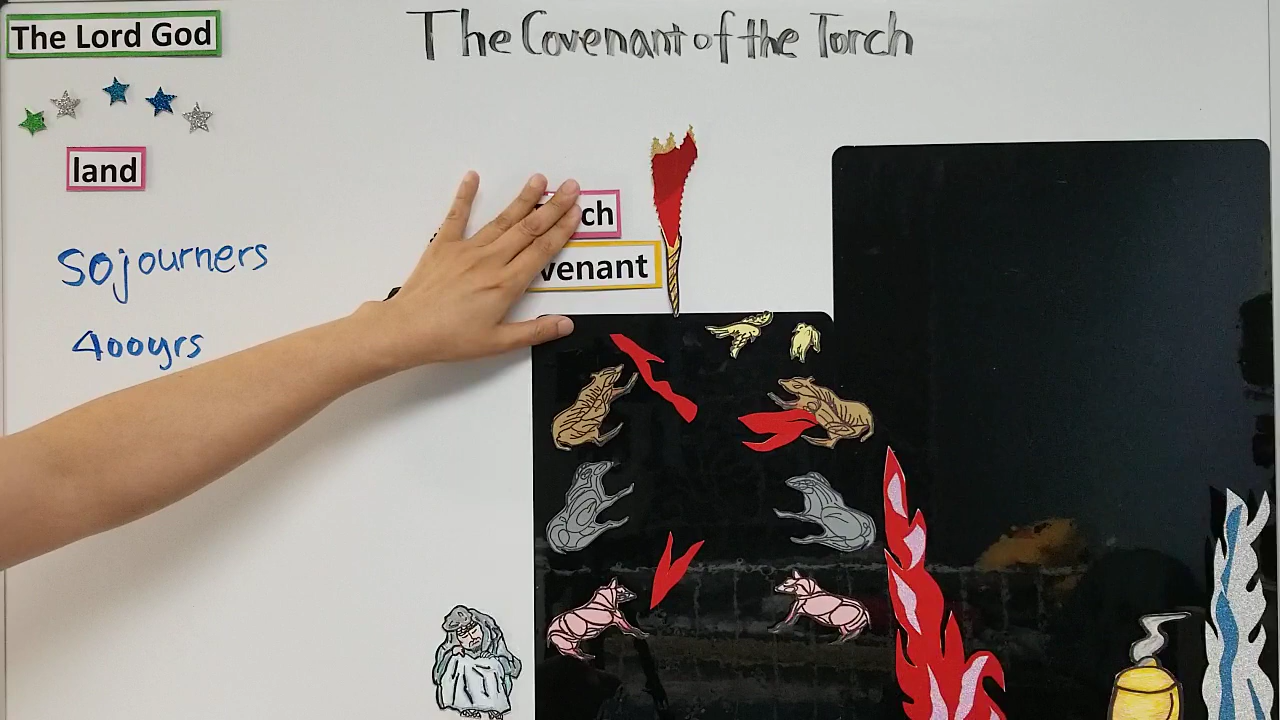 The Covenant of the Torch
The Lord God
land
ch
venant
Sojourners
400yrs